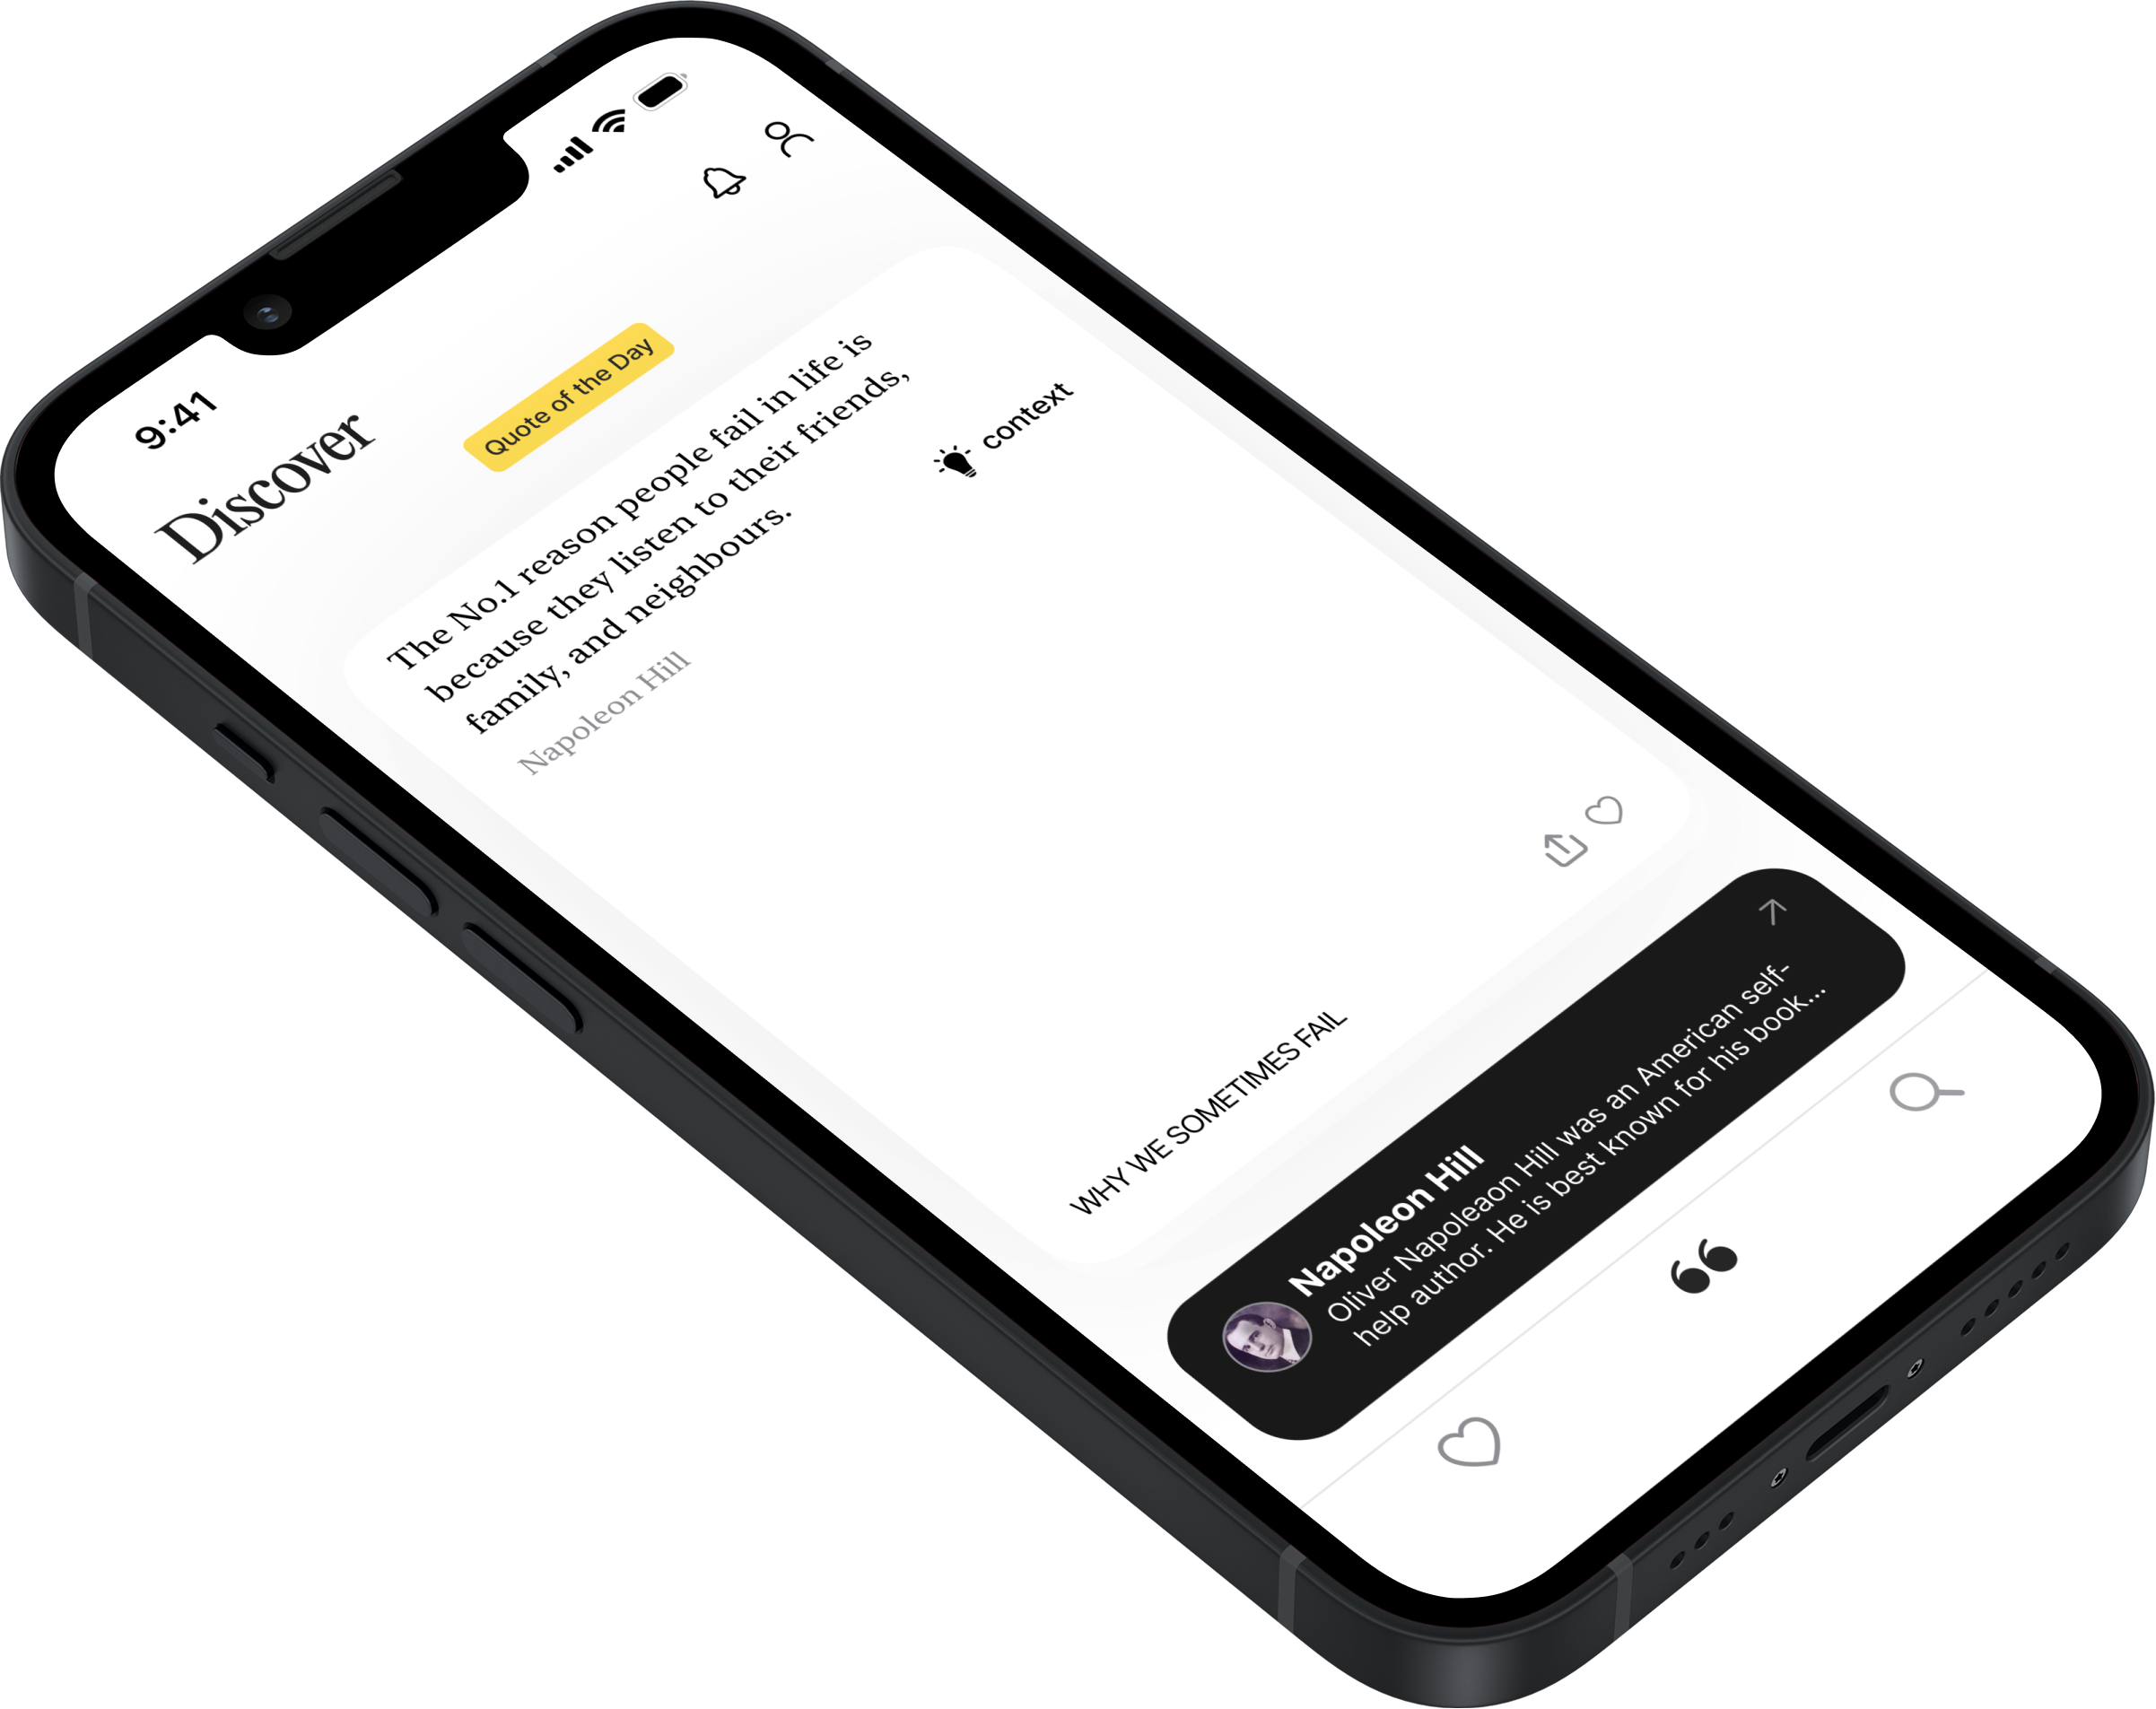 9:41
Discover
Quote of the Day
The No.1 reason people fail in life is
because they listen to their friends,
family, and neighbours.
Napoleon Hill
context
WHY WE SOMETIMES FAIL
Napoleon Hill
Oliver Napoleaon Hill was an American self-
help author. He is best known for his book...